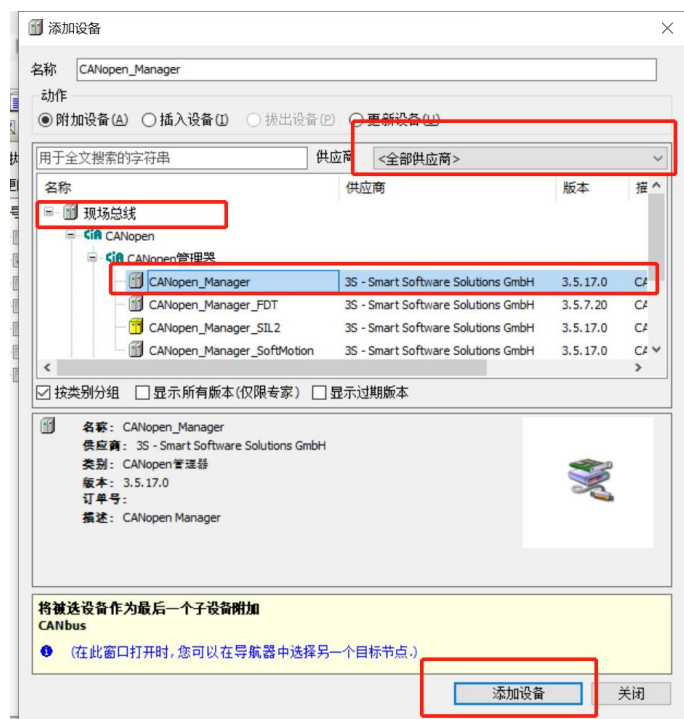 添加设备
名称 CANopen_Manager
动作
附加设备(A) 插入设备(I) 拔出设备(P) 更新设备(U)
用于全文搜索的字符串 供应商 <全部供应商>
名称 供应商 版本 描
现场总线
CiA CANopen
CiA CANopen管理器
CANopen_Manager 3S - Smart Software Solutions GmbH 3.5.17.0 CA
CANopen_Manager_FDT 3S - Smart Software Solutions GmbH 3.5.7.20 CA
CANopen_Manager_SIL2 3S - Smart Software Solutions GmbH 3.5.17.0 CA
CANopen_Manager_SoftMotion 3S - Smart Software Solutions GmbH 3.5.17.0 CA
按类别分组 显示所有版本(仅限专家) 显示过期版本
名称: CANopen_Manager
供应商: 3S - Smart Software Solutions GmbH
类别: CANopen管理器
版本: 3.5.17.0
订单号:
描述: CANopen Manager
将被选设备作为最后一个子设备附加
CANbus
(在此窗口打开时,您可以在导航器中选择另一个目标节点.)
添加设备 关闭